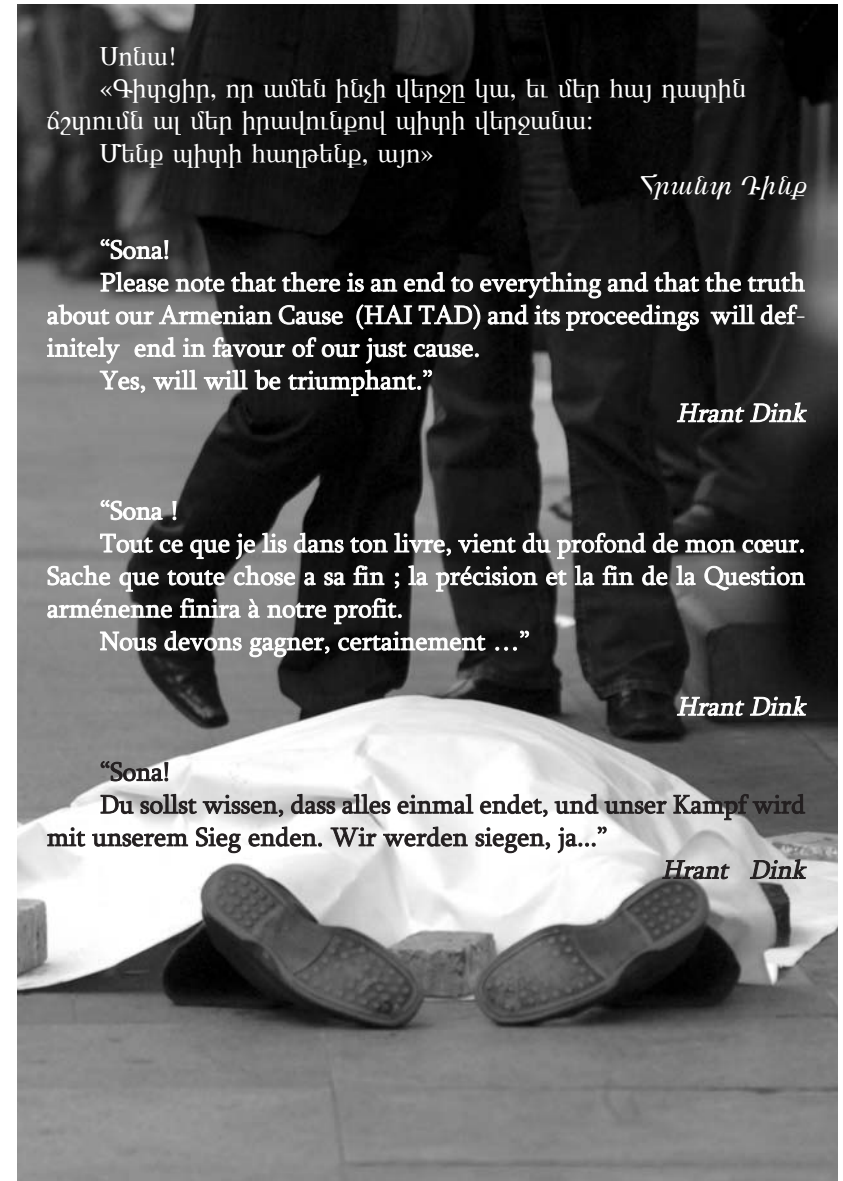 Սոնա!
«Գիտցիր, որ ամեն ինչի վերջը կա, եւ մեր հայ դատին
ճշտումն ալ մեր իրավունքով պիտի վերջանա:
Մենք պիտի հաղթենք, այո»
Հրանտ Դինք
“Sona!
Please note that there is an end to everything and that the truth
about our Armenian Cause (HAI TAD) and its proceedings will def-
initely end in favour of our just cause.
Yes, will will be triumphant.”
Hrant Dink
“Sona !
Tout ce que je lis dans ton livre, vient du profond de mon cœur.
Sache que toute chose a sa fin ; la précision et la fin de la Question
arménenne finira à notre profit.
Nous devons gagner, certainement …”
Hrant Dink
“Sona!
Du sollst wissen, dass alles einmal endet, und unser Kampf wird
mit unserem Sieg enden. Wir werden siegen, ja...”
Hrant Dink